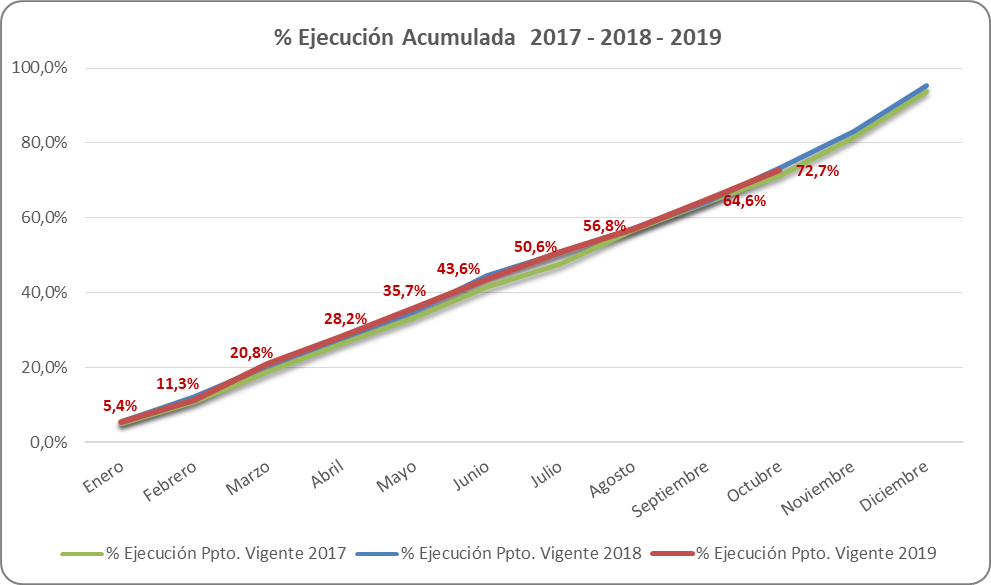 % Ejecución Acumulada 2017 - 2018 - 2019
100,0%
80,0%
60,0%
40,0%
20,0%
0,0%
5,4%
11,3%
20,8%
28,2%
35,7%
43,6%
50,6%
56,8%
64,6%
72,7%
Enero
Febrero
Marzo
Abril
Mayo
Junio
Julio
Agosto
Septiembre
Octubre
Noviembre
Diciembre
% Ejecución Ppto. Vigente 2017
% Ejecución Ppto. Vigente 2018
% Ejecución Ppto. Vigente 2019